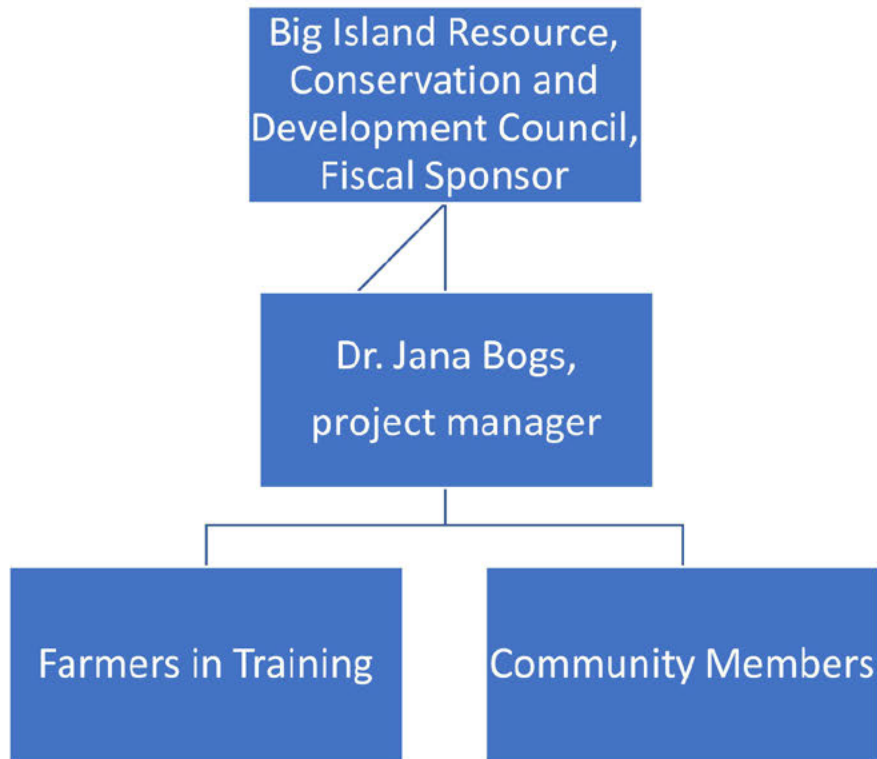 Big Island Resource,
Conservation and
Development Council,
Fiscal Sponsor
Dr. Jana Bogs,
project manager
Farmers in Training
Community Members